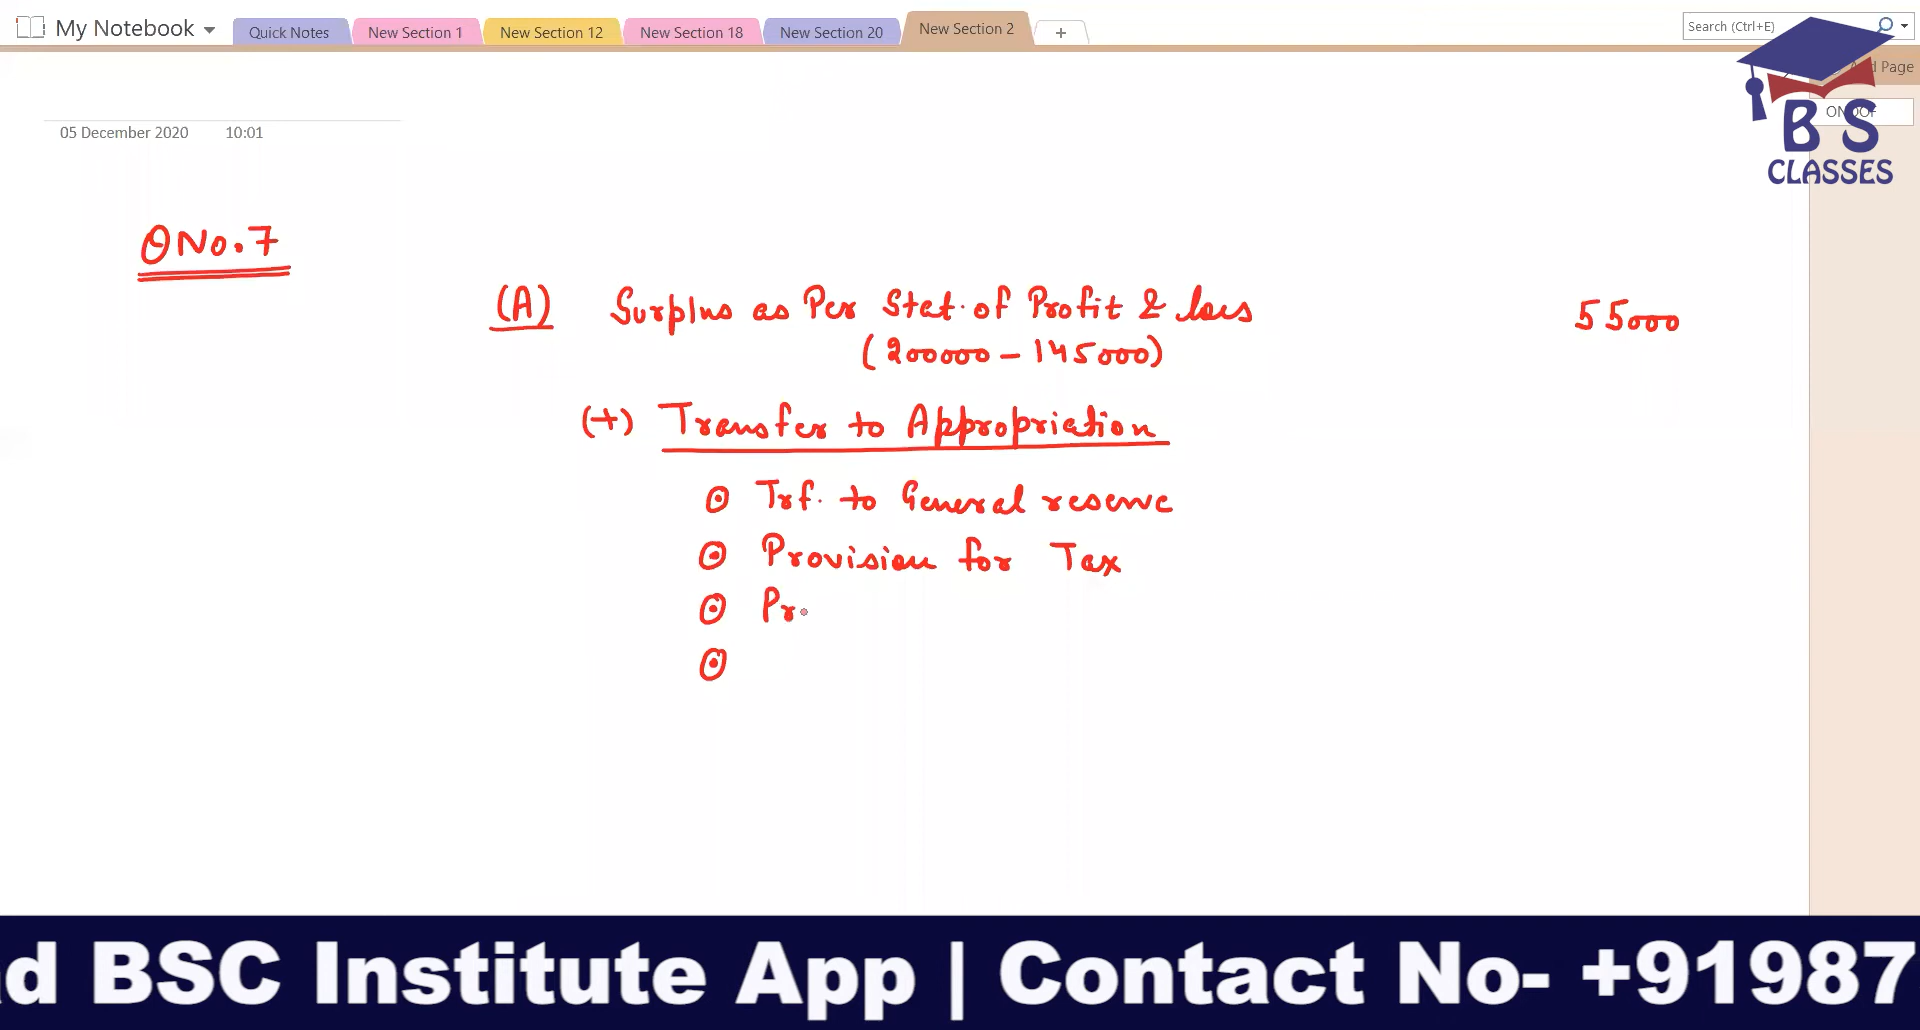 My Notebook
Quick Notes
New Section 1
New Section 12
New Section 18
New Section 20
New Section 2
+
Search (Ctrl+E)
Page
B S
CLASSES
05 December 2020 10:01
QNo.7
(A) Surplus as Per Stat. of Profit & loss 55000
(200000 - 145000)
(+) Transfer to Appropriation
Trf. to General reserve
Provision for Tax
Pr
d BSC Institute App | Contact No- +91987